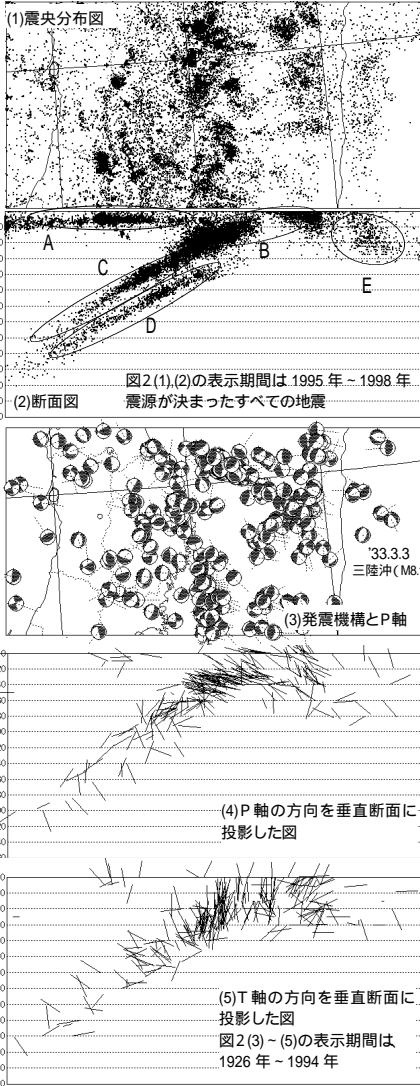 (1)震央分布図
A
B
C
D
E
図2(1),(2)の表示期間は 1995 年 ~ 1998 年
震源が決まったすべての地震
(2)断面図
'33.3.3
三陸沖(M8.
(3)発震機構とP軸
(4)P 軸の方向を垂直断面に
投影した図
(5)T 軸の方向を垂直断面に
投影した図
図2(3) ~ (5)の表示期間は
1926 年 ~ 1994 年